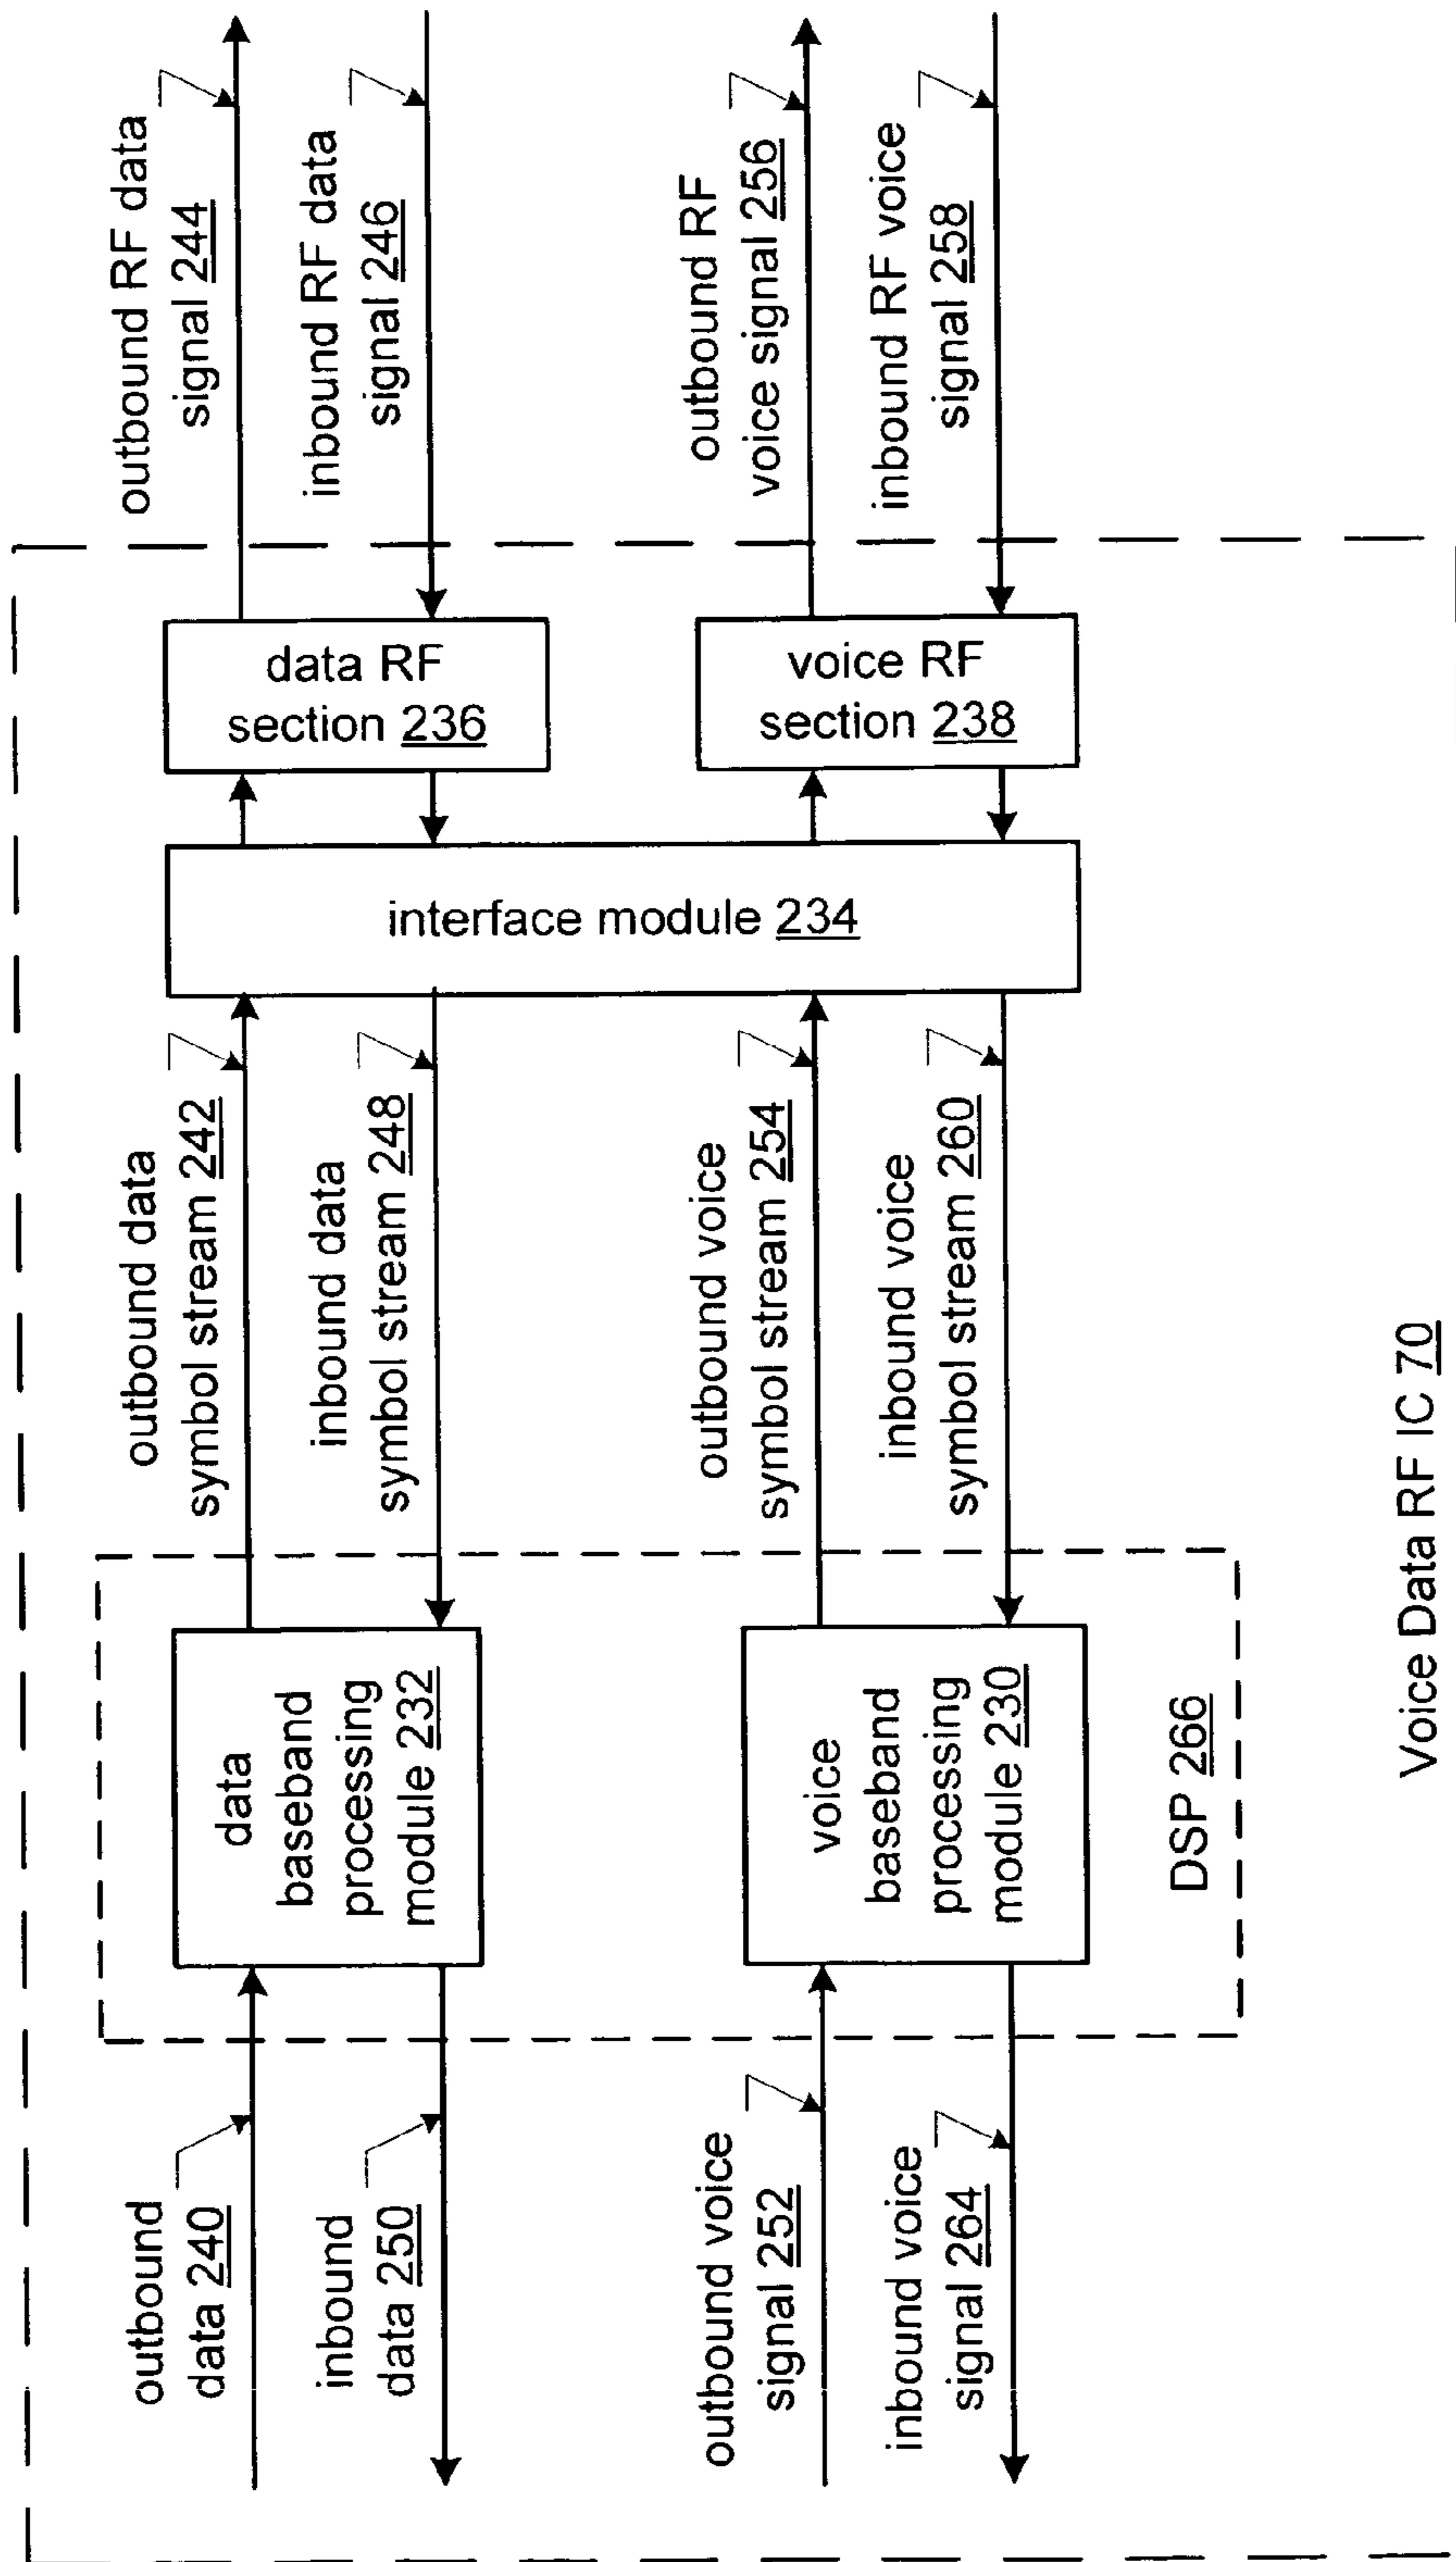 outbound RF data
signal 244
inbound RF data
signal 246
outbound RF
voice signal 256
inbound RF voice
signal 258
data RF
section 236
voice RF
section 238
interface module 234
outbound data
symbol stream 242
inbound data
symbol stream 248
outbound voice
symbol stream 254
inbound voice
symbol stream 260
data
baseband
processing
module 232
voice
baseband
processing
module 230
DSP 266
outbound
data 240
inbound
data 250
outbound voice
signal 252
inbound voice
signal 264
Voice Data RF IC 70